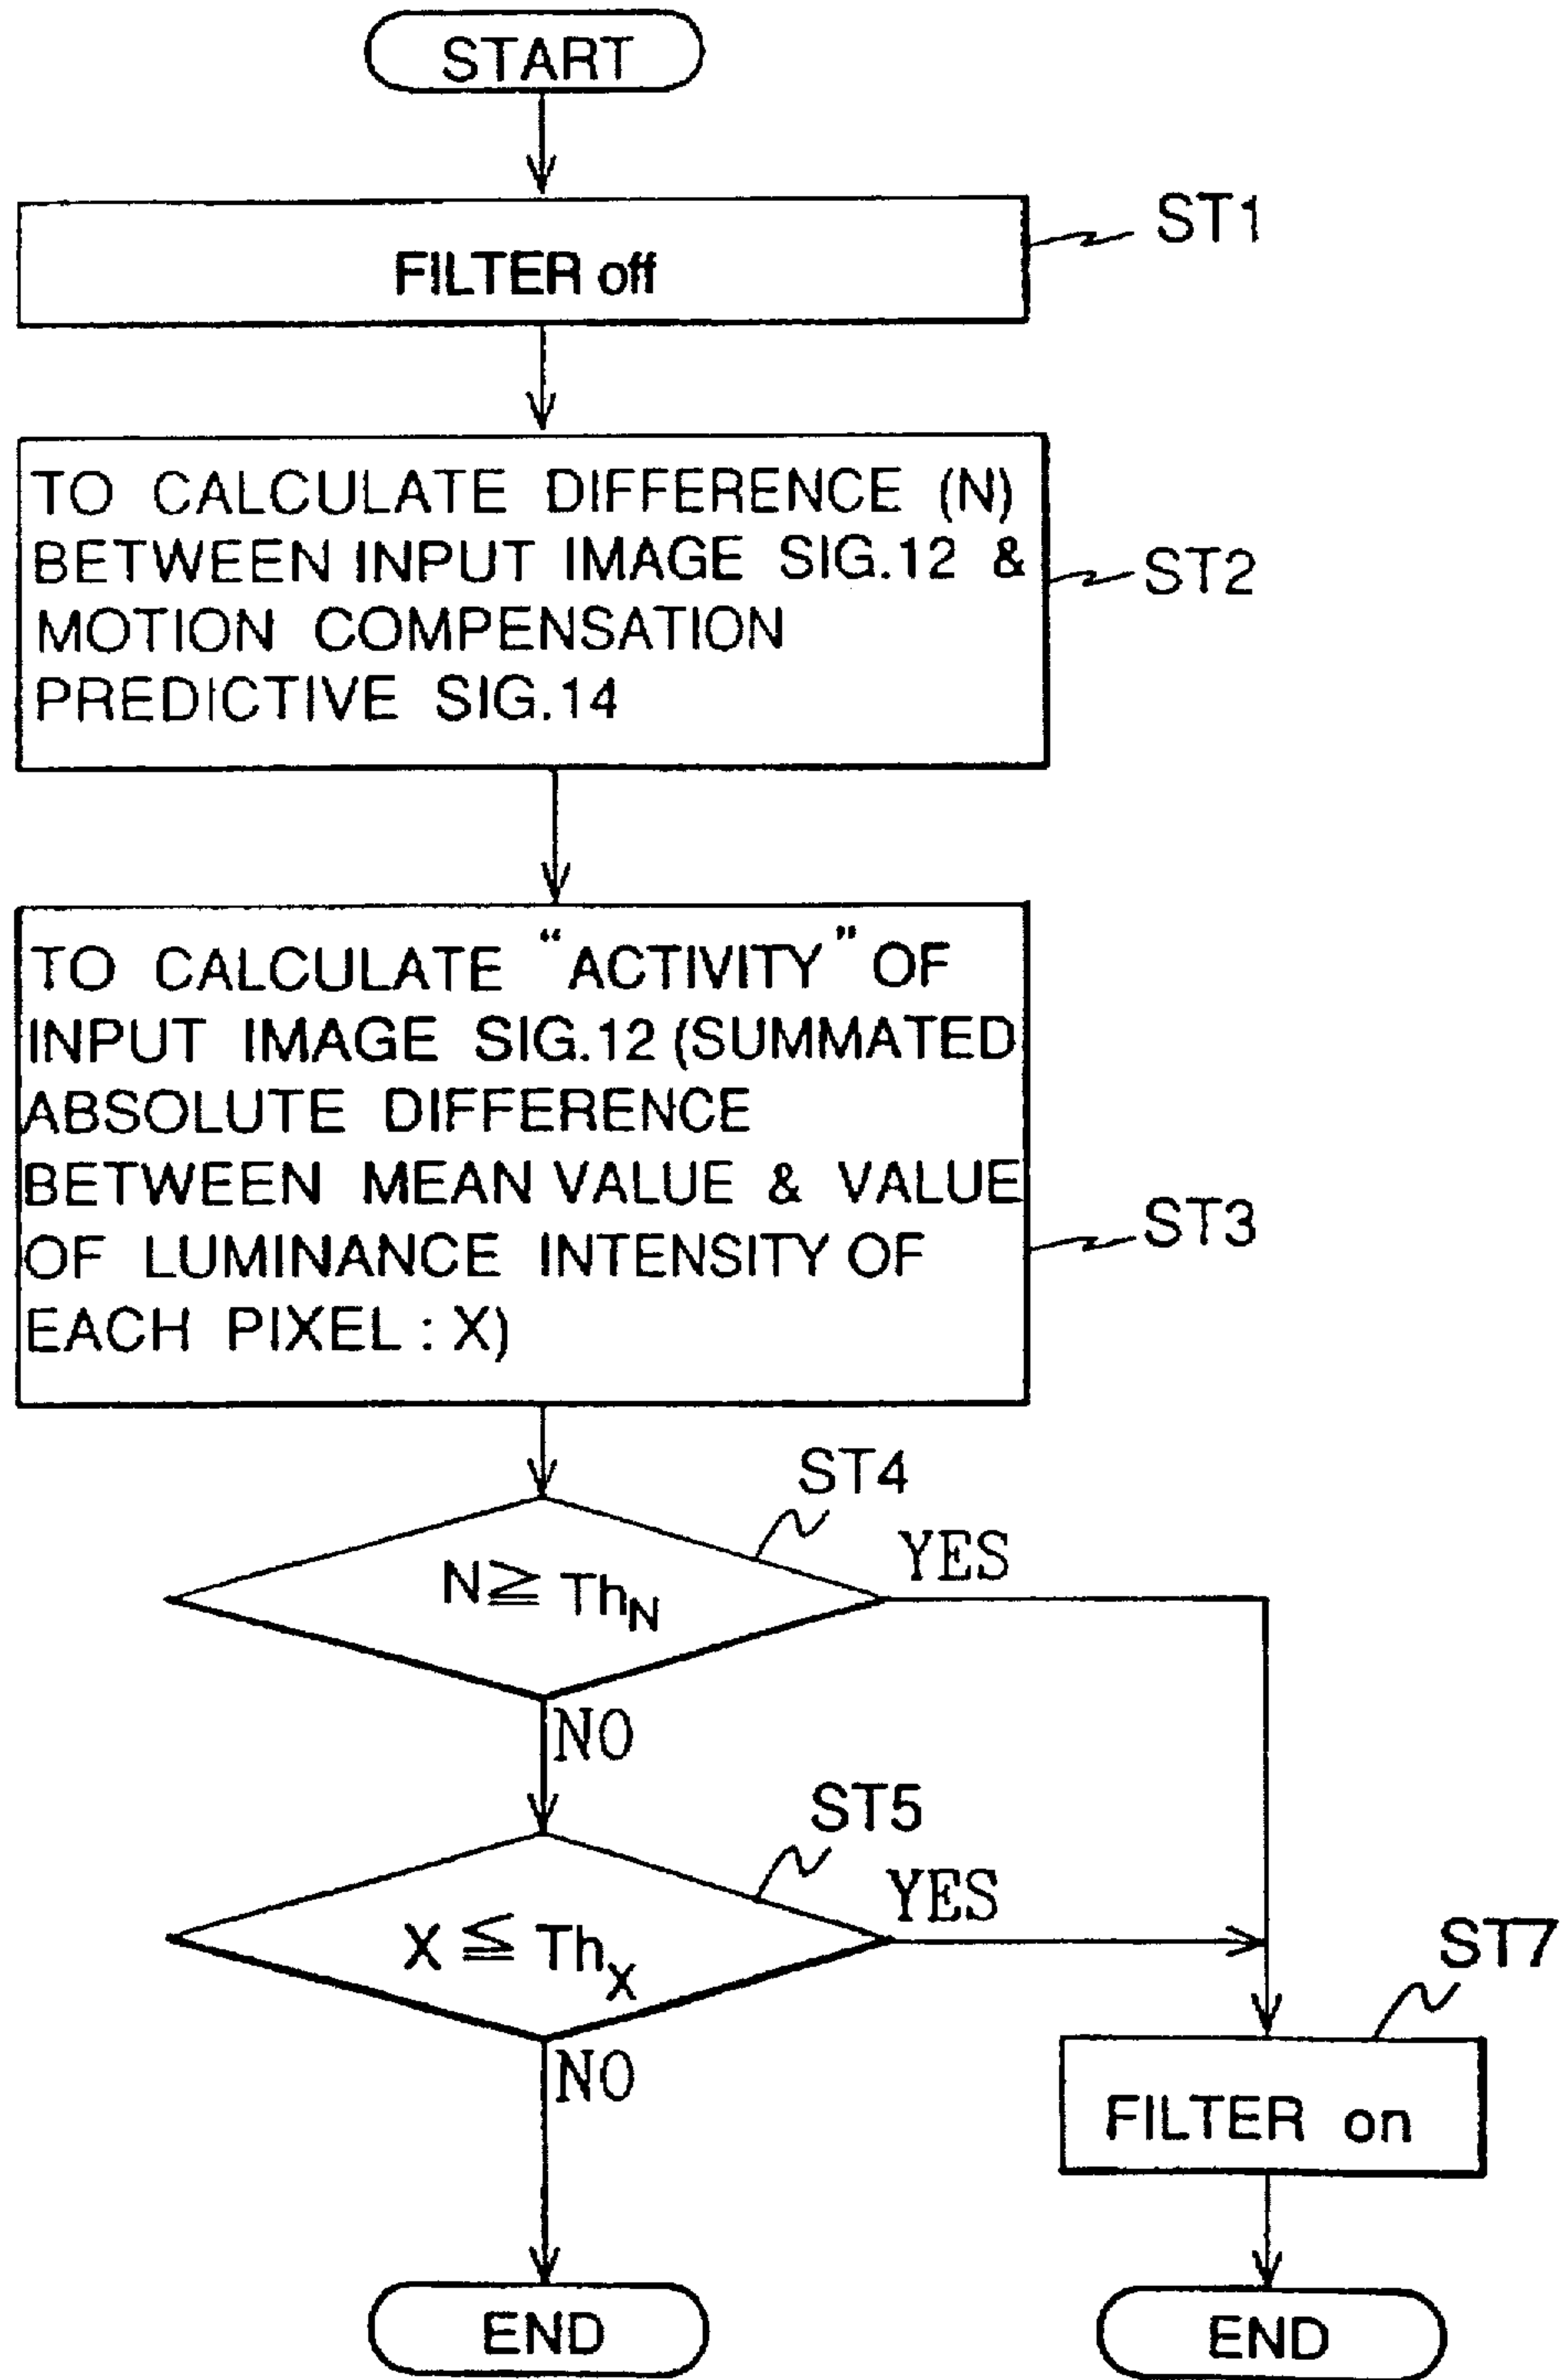 START
FILTER off
ST1
TO CALCULATE DIFFERENCE (N)
BETWEEN INPUT IMAGE SIG.12 &
MOTION COMPENSATION
PREDICTIVE SIG.14
ST2
TO CALCULATE “ACTIVITY” OF
INPUT IMAGE SIG.12 (SUMMATED
ABSOLUTE DIFFERENCE
BETWEEN MEAN VALUE & VALUE
OF LUMINANCE INTENSITY OF
EACH PIXEL : X)
ST3
ST4
N ≧ ThN
YES
NO
ST5
X ≦ ThX
YES
NO
ST7
FILTER on
END
END